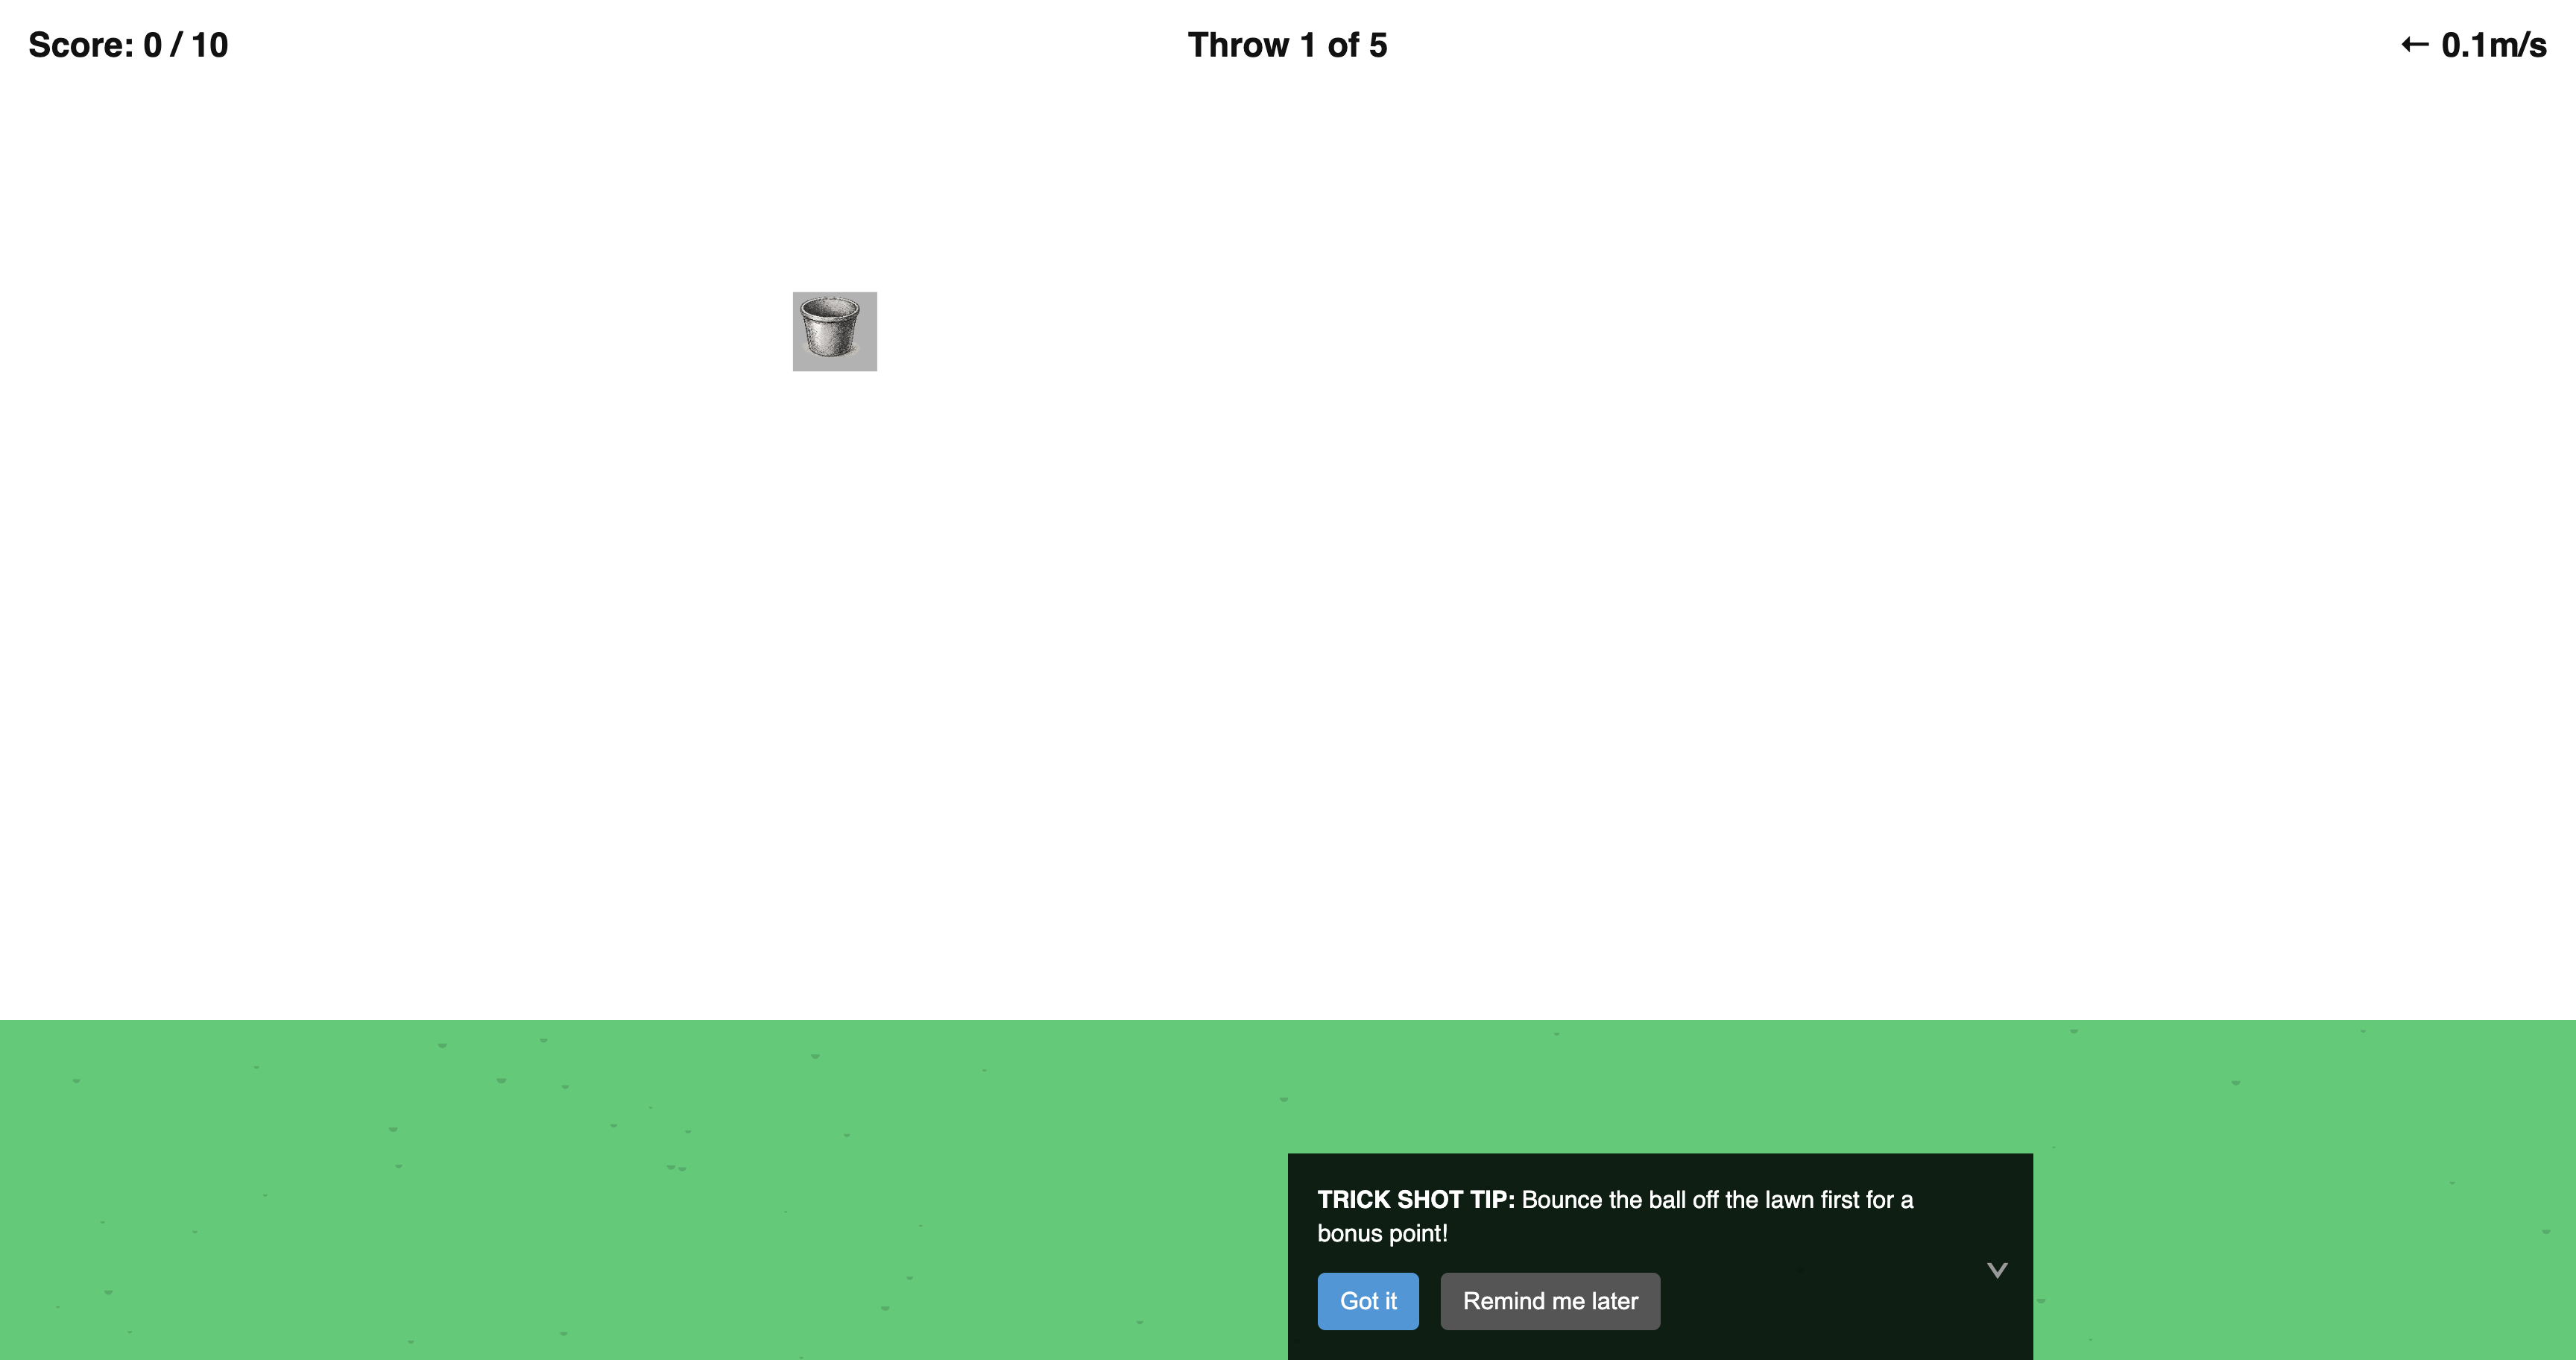 Score: 0 / 10
Throw 1 of 5
← 0.1m/s
TRICK SHOT TIP: Bounce the ball off the lawn first for a
bonus point!
Got it
Remind me later